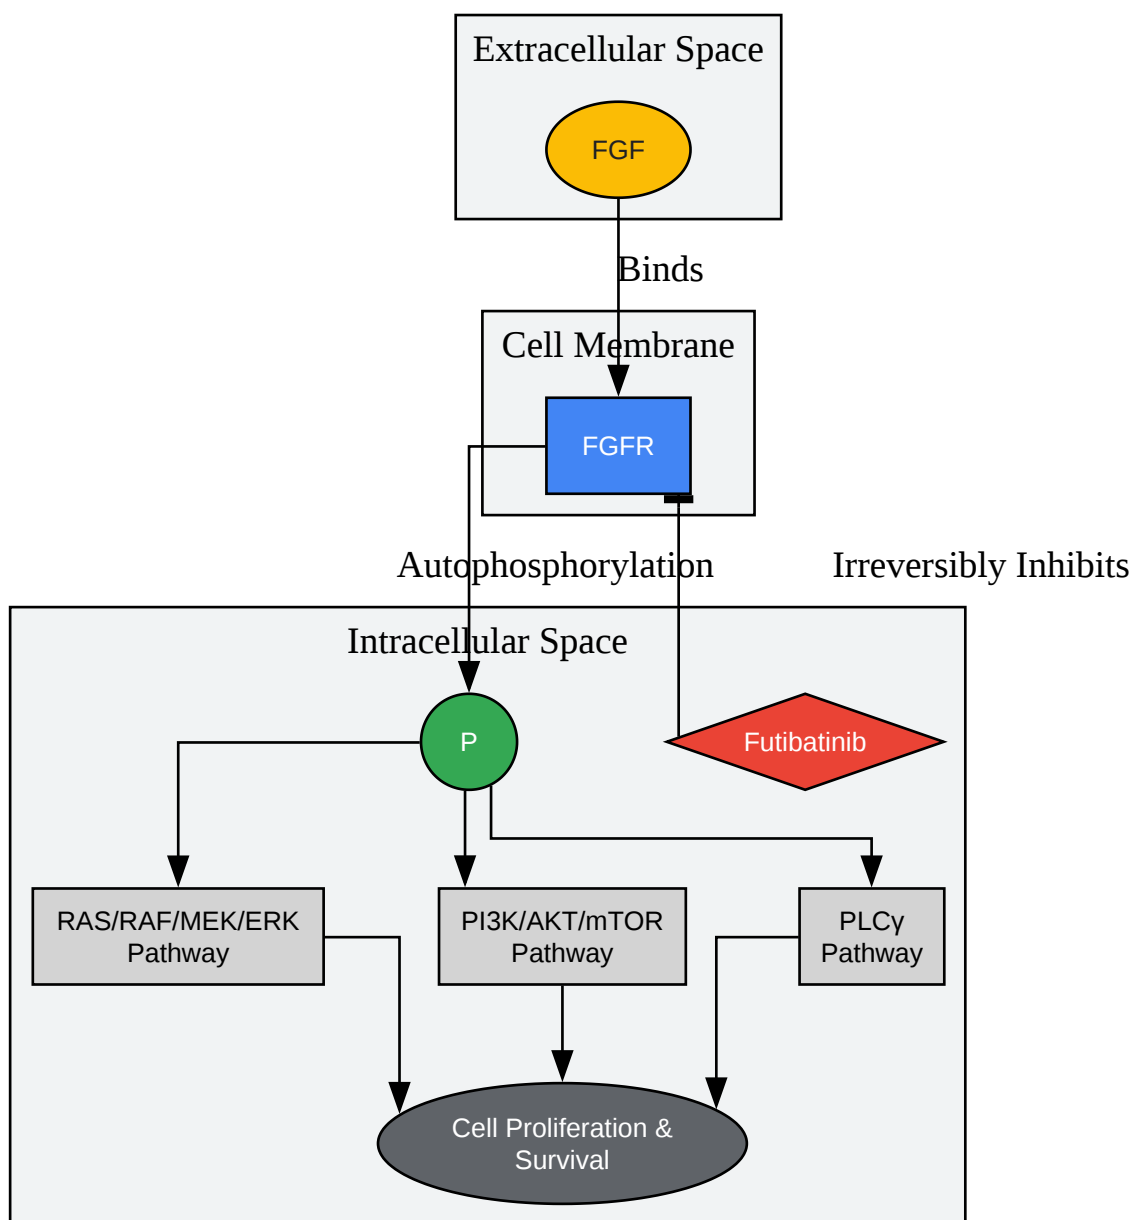 Extracellular Space
FGF
Binds
Cell Membrane
FGFR
Autophosphorylation
Irreversibly Inhibits
Intracellular Space
P
Futibatinib
RAS/RAF/MEK/ERK
Pathway
PI3K/AKT/mTOR
Pathway
PLCγ
Pathway
Cell Proliferation &
Survival